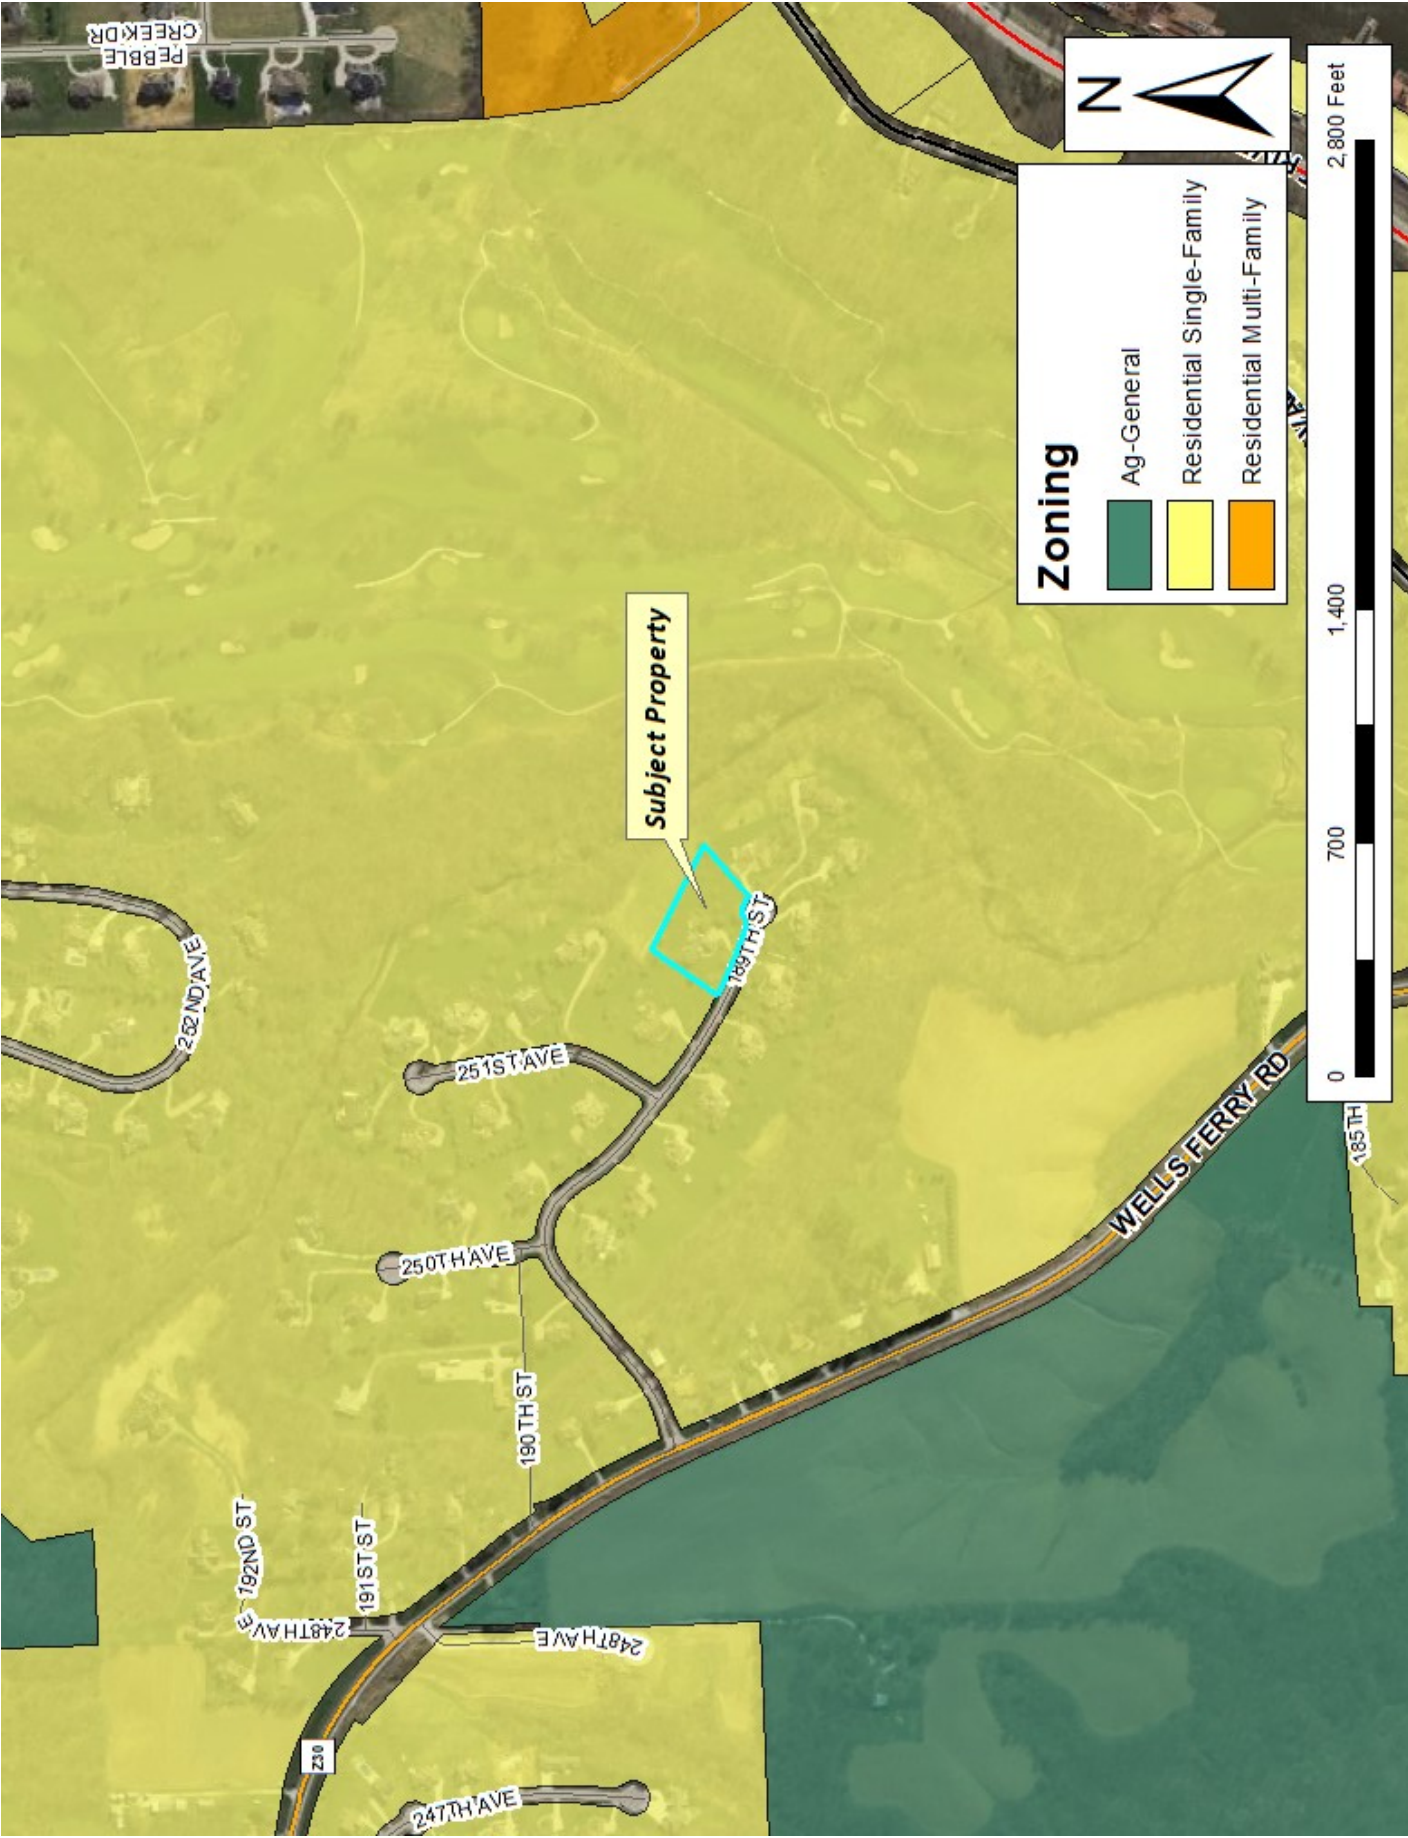 PEBBLE
CREEK DR
252ND AVE
Subject Property
189TH ST
251ST AVE
250TH AVE
190TH ST
192ND ST
191ST ST
248TH AVE
248TH AVE
247TH AVE
Z30
WELLS FERRY RD
185TH
N
Zoning
Ag-General
Residential Single-Family
Residential Multi-Family
0
700
1,400
2,800 Feet